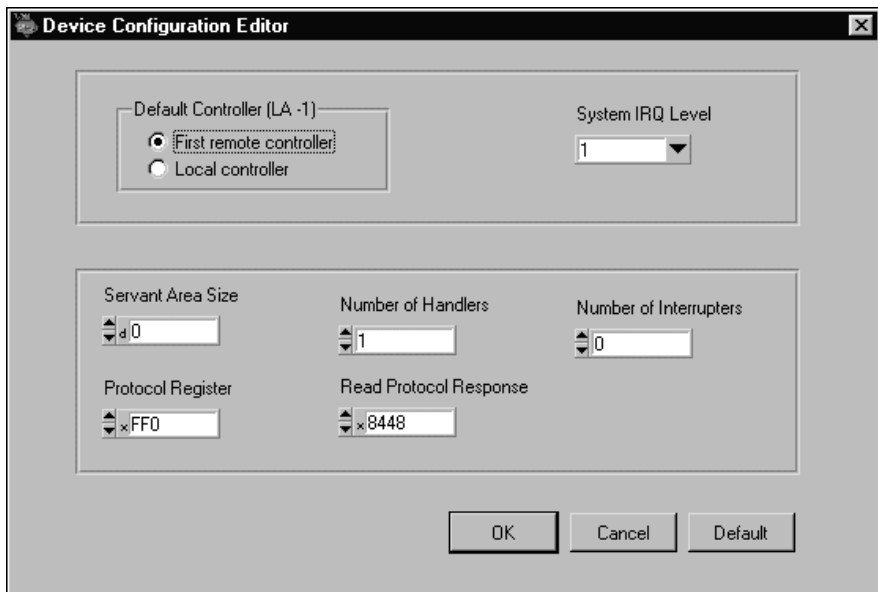 Device Configuration Editor
Default Controller (LA -1)
First remote controller
Local controller
System IRQ Level
1
Servant Area Size
d 0
Number of Handlers
1
Number of Interrupters
0
Protocol Register
x FF0
Read Protocol Response
x 8448
OK
Cancel
Default